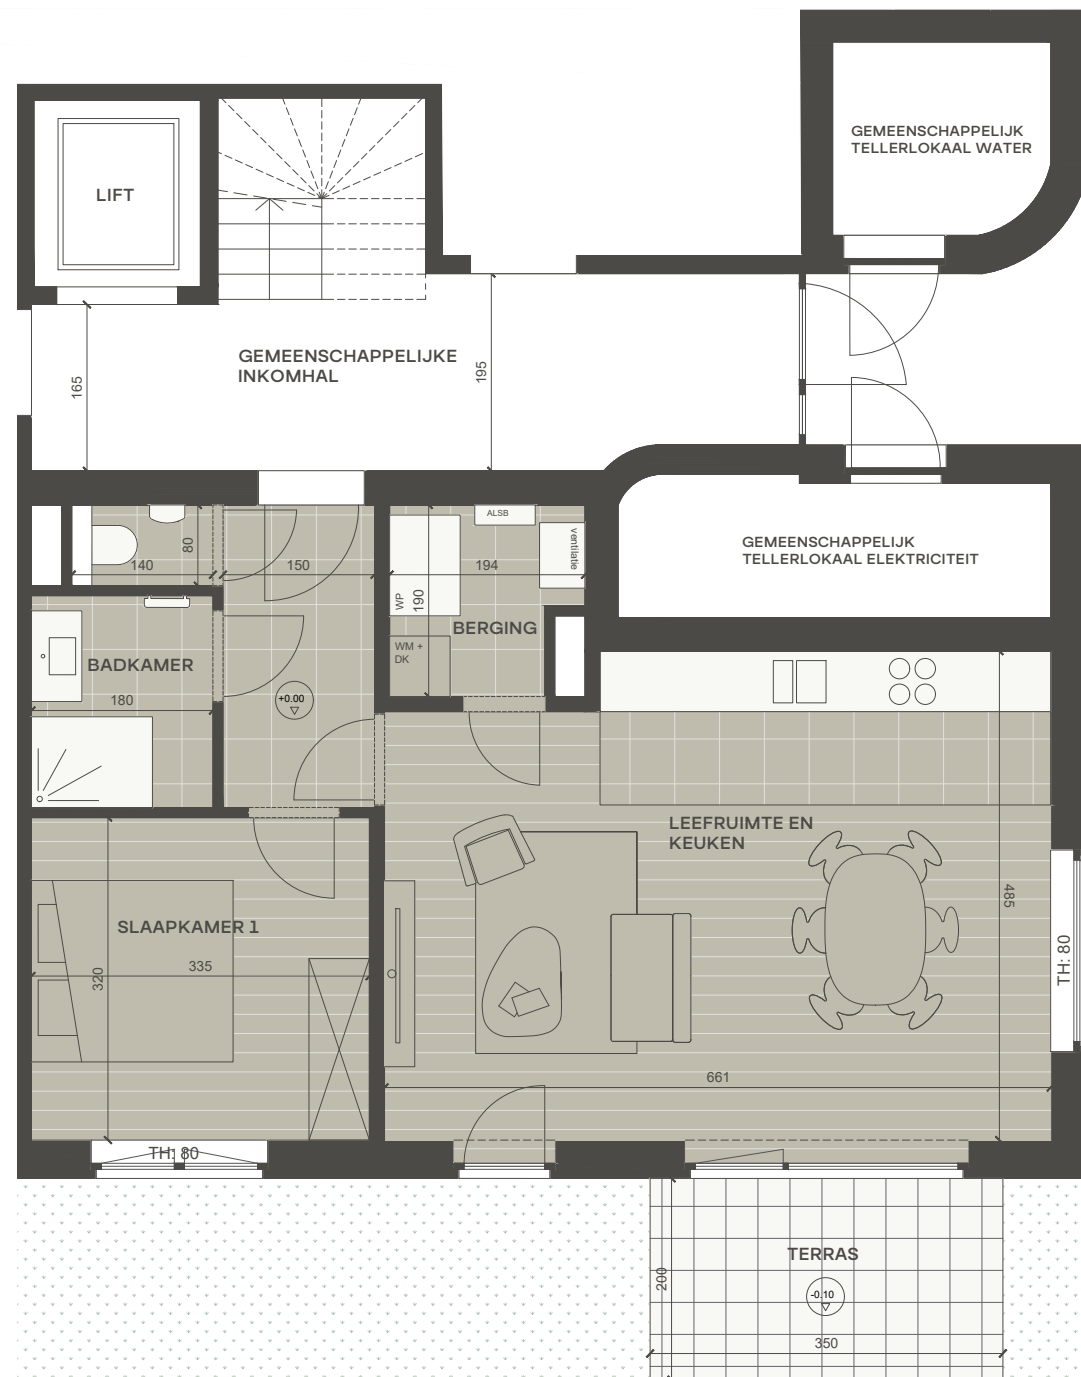 GEMEENSCHAPPELIJK
TELLERLOKAAL WATER
LIFT
GEMEENSCHAPPELIJKE
INKOMHAL
165
195
ALSB
ventilatie
80
140
150
194
WP
190
GEMEENSCHAPPELIJK
TELLERLOKAAL ELEKTRICITEIT
BERGING
WM +
DK
BADKAMER
180
+0.00
LEEFRUIMTE EN
KEUKEN
485
SLAAPKAMER 1
335
320
TH: 80
661
TH: 80
TERRAS
200
-0.10
350